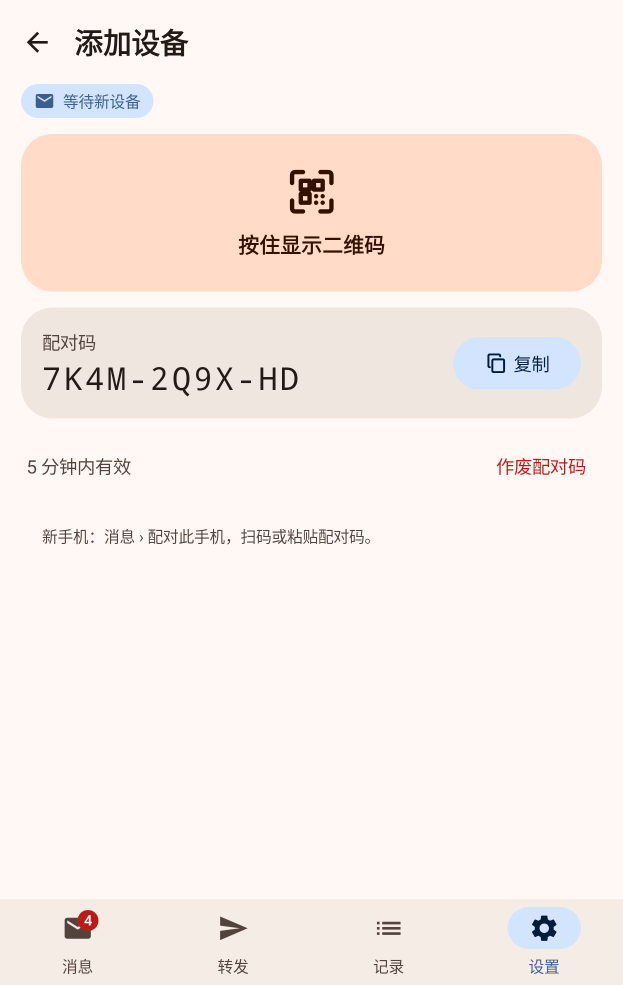 添加设备
等待新设备
按住显示二维码
配对码
7K4M-2Q9X-HD
复制
5 分钟内有效
作废配对码
新手机：消息 › 配对此手机，扫码或粘贴配对码。
4
消息
转发
记录
设置